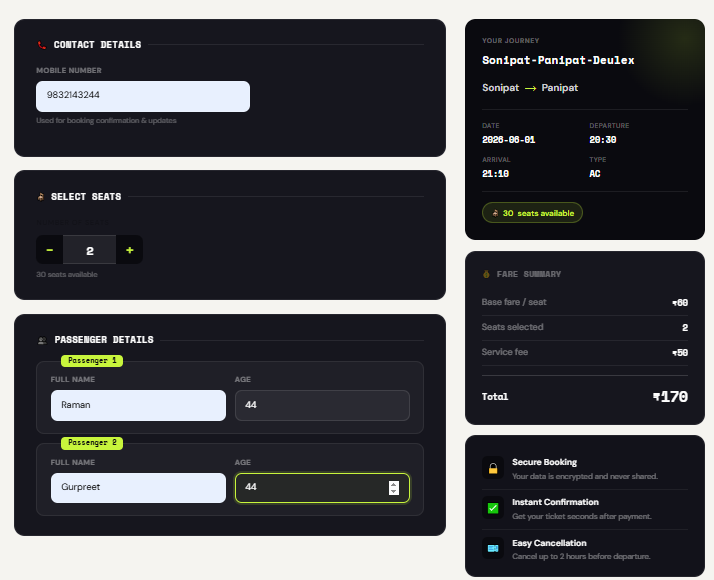 CONTACT DETAILS
MOBILE NUMBER
9832143244
Used for booking confirmation & updates
SELECT SEATS
− 2 +
30 seats available
PASSENGER DETAILS
Passenger 1
FULL NAME AGE
Raman 44
Passenger 2
FULL NAME AGE
Gurpreet 44
YOUR JOURNEY
Sonipat-Panipat-Deulex
Sonipat → Panipat
DATE DEPARTURE
2026-06-01 20:30
ARRIVAL TYPE
21:10 AC
30 seats available
FARE SUMMARY
Base fare / seat ₹60
Seats selected 2
Service fee ₹50
Total ₹170
Secure Booking
Your data is encrypted and never shared.
Instant Confirmation
Get your ticket seconds after payment.
Easy Cancellation
Cancel up to 2 hours before departure.